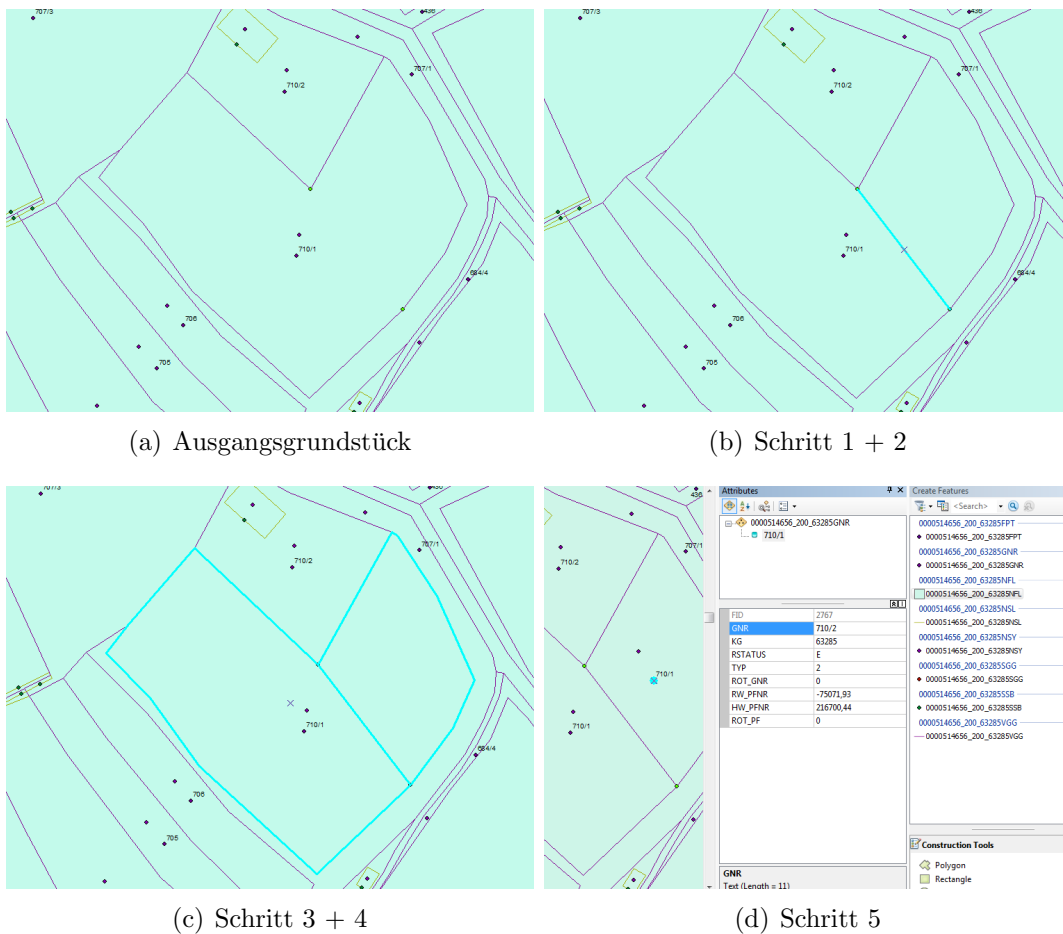 707/3
436
707/1
710/2
710/1
684/4
706
705
(a) Ausgangsgrundstück
707/3
436
707/1
710/2
710/1
684/4
706
705
(b) Schritt 1 + 2
707/3
707/1
710/2
710/1
684/4
706
705
(c) Schritt 3 + 4
436
707/1
710/2
710/1
710/1
Attributes
0000514656_200_63285GNR
710/1
FID 2767
GNR 710/2
KG 63285
RSTATUS E
TYP 2
ROT_GNR 0
RW_PFNR -75071,93
HW_PFNR 216700,44
ROT_PF 0
GNR
Text (Length = 11)
Create Features
<Search>
0000514656_200_63285FPT
0000514656_200_63285FPT
0000514656_200_63285GNR
0000514656_200_63285GNR
0000514656_200_63285NFL
0000514656_200_63285NFL
0000514656_200_63285NSL
0000514656_200_63285NSL
0000514656_200_63285NSY
0000514656_200_63285NSY
0000514656_200_63285SGG
0000514656_200_63285SGG
0000514656_200_63285SSB
0000514656_200_63285SSB
0000514656_200_63285VGG
0000514656_200_63285VGG
Construction Tools
Polygon
Rectangle
(d) Schritt 5